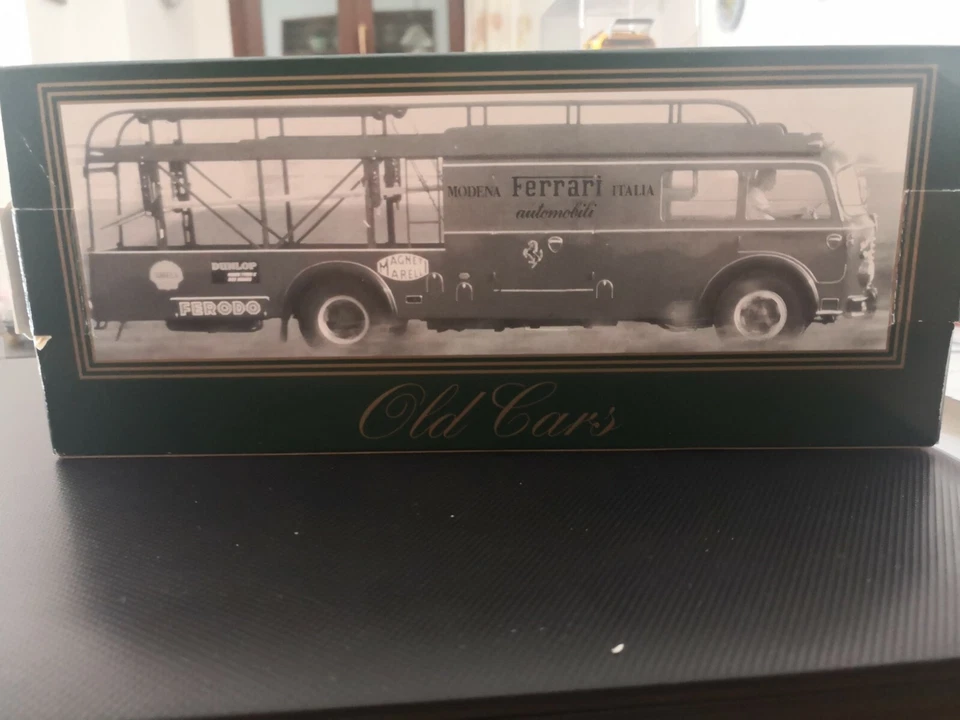 MODENA Ferrari ITALIA
automobili
MAGNETI
MARELLI
DUNLOP
FERODO
Old Cars